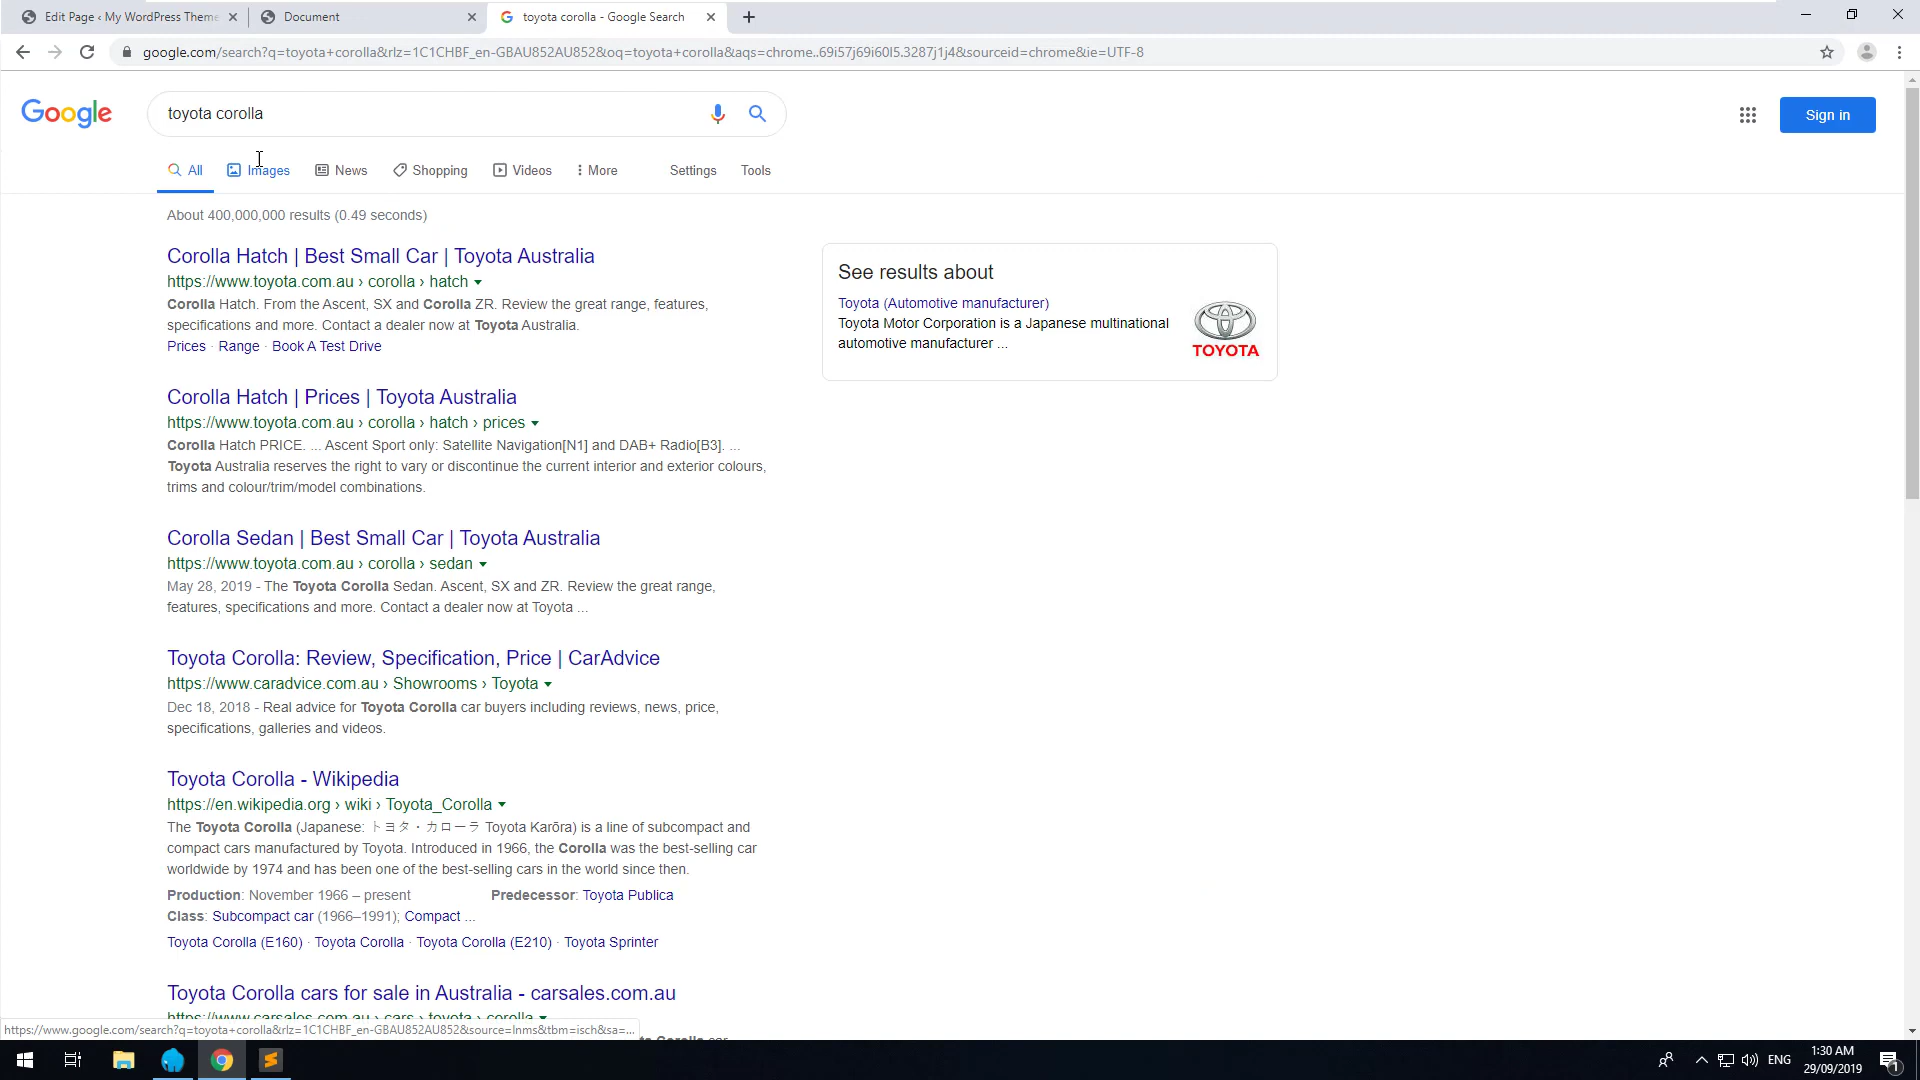 Edit Page ‹ My WordPress Theme
Document
toyota corolla - Google Search
google.com/search?q=toyota+corolla&rlz=1C1CHBF_en-GBAU852AU852&oq=toyota+corolla&aqs=chrome..69i57j69i60l5.3287j1j4&sourceid=chrome&ie=UTF-8
Google
toyota corolla
Sign in
All
Images
News
Shopping
Videos
More
Settings
Tools
About 400,000,000 results (0.49 seconds)
Corolla Hatch | Best Small Car | Toyota Australia
https://www.toyota.com.au › corolla › hatch
Corolla Hatch. From the Ascent, SX and Corolla ZR. Review the great range, features,
specifications and more. Contact a dealer now at Toyota Australia.
Prices · Range · Book A Test Drive
See results about
Toyota (Automotive manufacturer)
Toyota Motor Corporation is a Japanese multinational
automotive manufacturer ...
TOYOTA
Corolla Hatch | Prices | Toyota Australia
https://www.toyota.com.au › corolla › hatch › prices
Corolla Hatch PRICE. ... Ascent Sport only: Satellite Navigation[N1] and DAB+ Radio[B3]. ...
Toyota Australia reserves the right to vary or discontinue the current interior and exterior colours,
trims and colour/trim/model combinations.
Corolla Sedan | Best Small Car | Toyota Australia
https://www.toyota.com.au › corolla › sedan
May 28, 2019 - The Toyota Corolla Sedan. Ascent, SX and ZR. Review the great range,
features, specifications and more. Contact a dealer now at Toyota ...
Toyota Corolla: Review, Specification, Price | CarAdvice
https://www.caradvice.com.au › Showrooms › Toyota
Dec 18, 2018 - Real advice for Toyota Corolla car buyers including reviews, news, price,
specifications, galleries and videos.
Toyota Corolla - Wikipedia
https://en.wikipedia.org › wiki › Toyota_Corolla
The Toyota Corolla (Japanese: トヨタ・カローラ Toyota Karōra) is a line of subcompact and
compact cars manufactured by Toyota. Introduced in 1966, the Corolla was the best-selling car
worldwide by 1974 and has been one of the best-selling cars in the world since then.
Production: November 1966 – present
Predecessor: Toyota Publica
Class: Subcompact car (1966–1991); Compact ...
Toyota Corolla (E160) · Toyota Corolla · Toyota Corolla (E210) · Toyota Sprinter
Toyota Corolla cars for sale in Australia - carsales.com.au
https://www.carsales.com.au › cars › toyota › corolla
https://www.google.com/search?q=toyota+corolla&rlz=1C1CHBF_en-GBAU852AU852&source=lnms&tbm=isch&sa=...
ENG
1:30 AM
29/09/2019
1